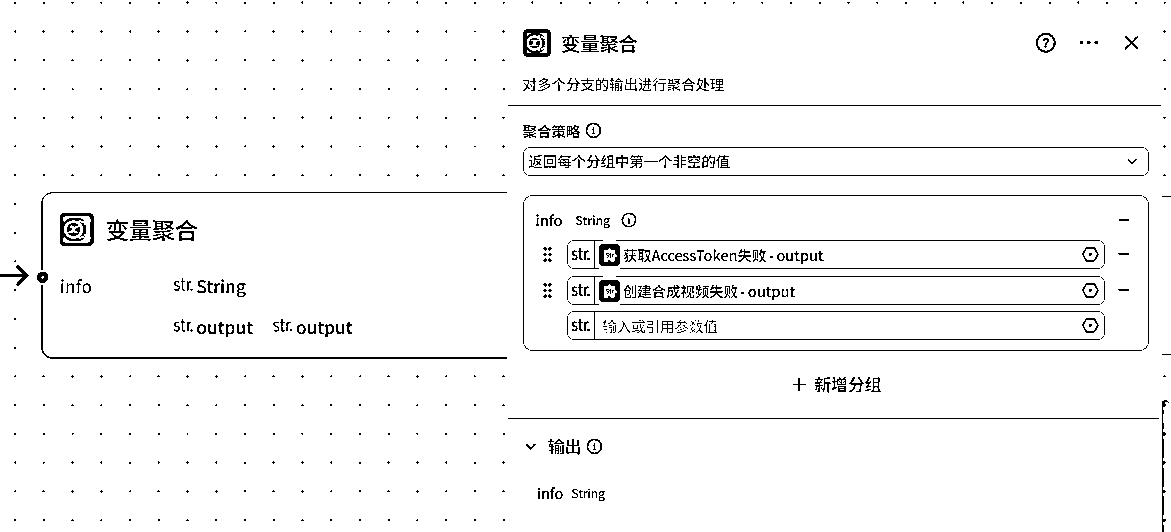 变量聚合
info
str. String
str. output str. output
变量聚合
对多个分支的输出进行聚合处理
聚合策略
返回每个分组中第一个非空的值
info String
str. 获取AccessToken失败 - output
str. 创建合成视频失败 - output
str. 输入或引用参数值
+ 新增分组
输出
info String